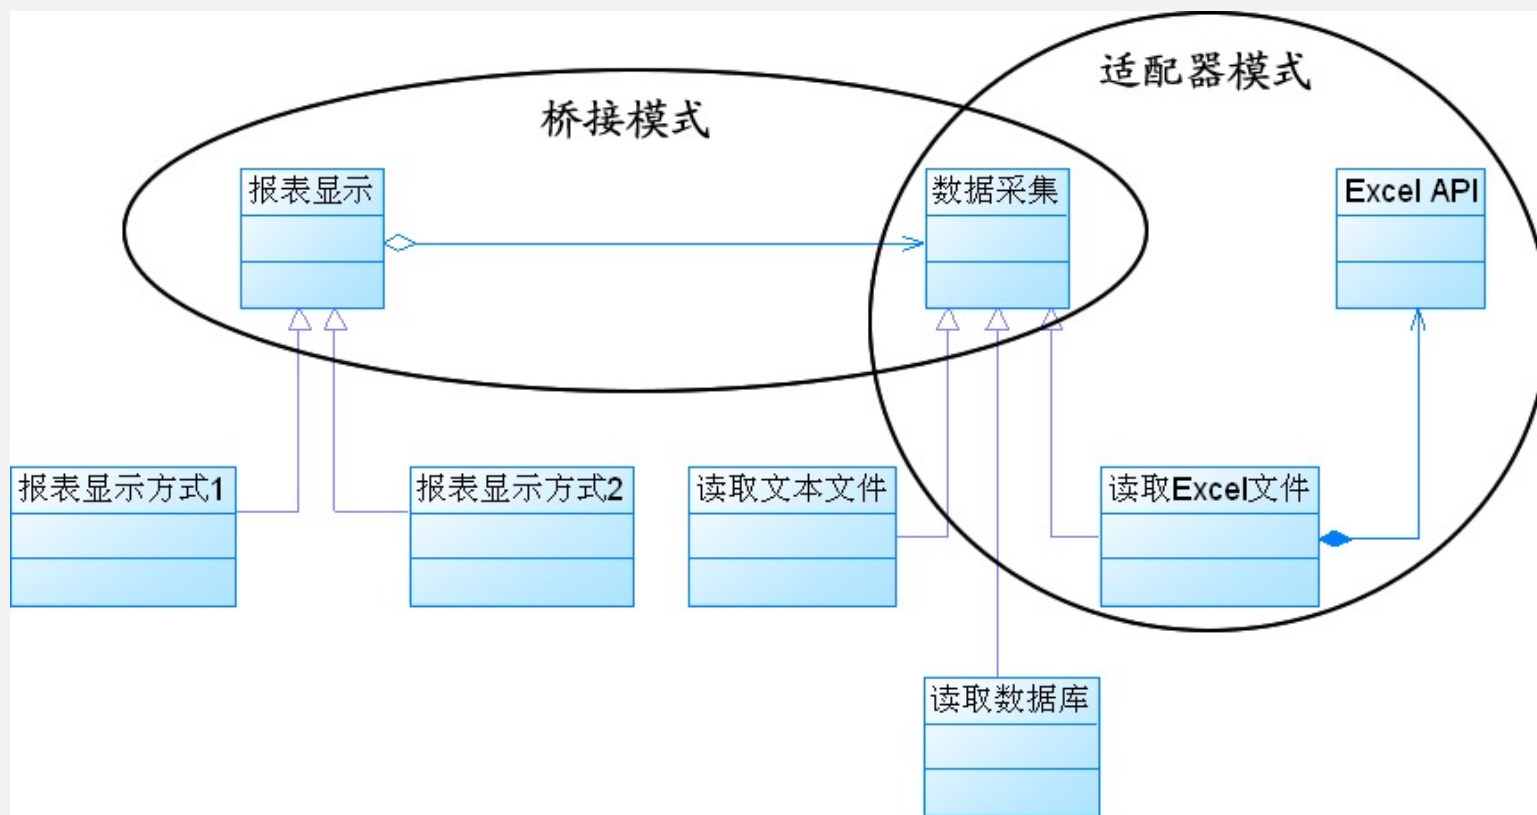 适配器模式
桥接模式
报表显示
数据采集
Excel API
报表显示方式1
报表显示方式2
读取文本文件
读取Excel文件
读取数据库